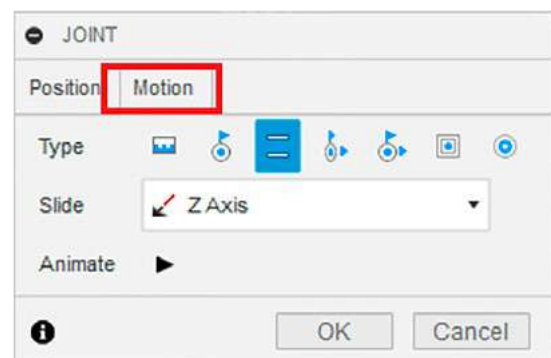 JOINT
Position Motion
Type
Slide Z Axis
Animate
OK Cancel